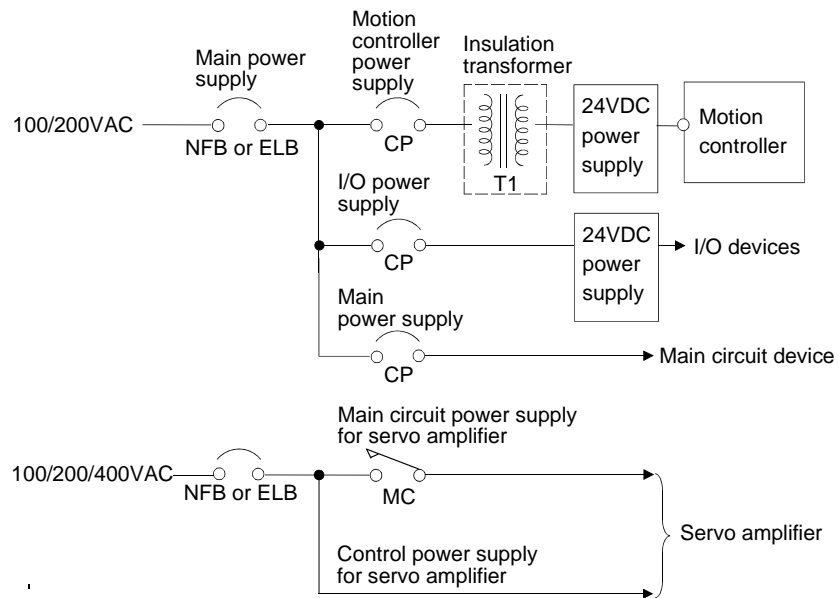 Main power
supply
Motion
controller
power
supply
Insulation
transformer
100/200VAC
NFB or ELB
CP
T1
24VDC
power
supply
Motion
controller
I/O power
supply
CP
24VDC
power
supply
I/O devices
Main
power supply
CP
Main circuit device
Main circuit power supply
for servo amplifier
100/200/400VAC
NFB or ELB
MC
Servo amplifier
Control power supply
for servo amplifier